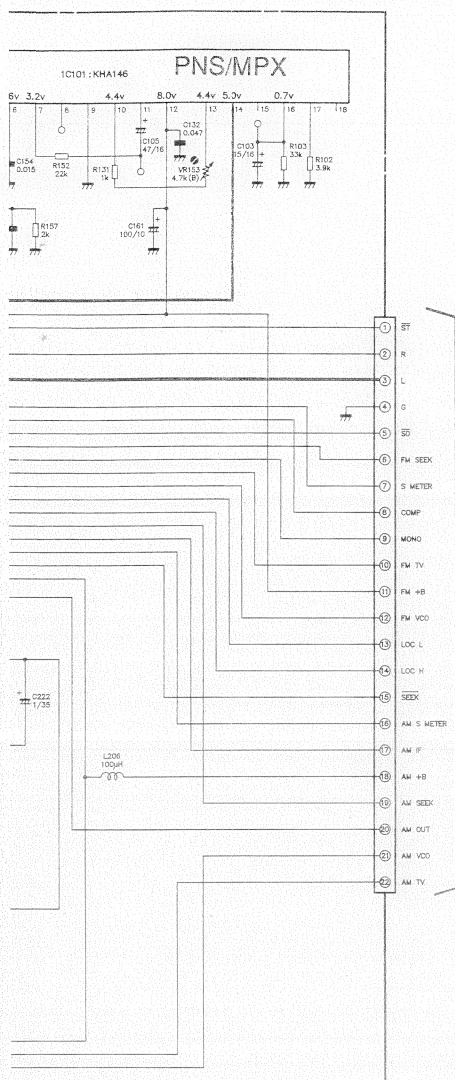 1C101 : KHA146 PNS/MPX
6v 3.2v 4.4v 8.0v 4.4v 5.0v 0.7v
6 7 8 9 10 11 12 13 14 15 16 17 18
C154
0.015
R152
22k
R131
1k
C105
47/16
C132
0.047
VR153
4.7k (B)
C103
15/16
R103
33k
R102
3.9k
R157
2k
C161
100/10
1 ST
2 R
3 L
4 G
5 SD
6 FM SEEK
7 S METER
8 COMP
9 MONO
10 FM TV
11 FM +B
12 FM VCO
13 LOC L
14 LOC H
15 SEEK
16 AM S METER
17 AM IF
18 AM +B
19 AM SEEK
20 AM OUT
21 AM VCO
22 AM TV
C222
1/35
L206
100µH